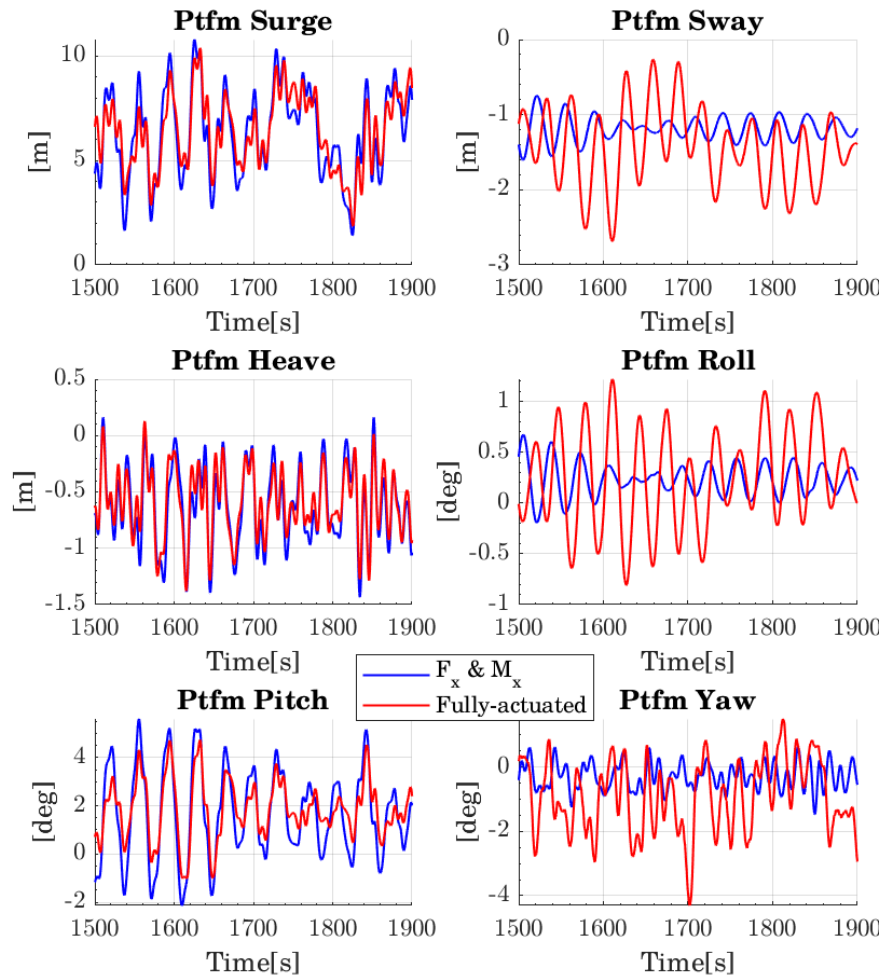 Ptfm Surge
10
5
0
[m]
1500 1600 1700 1800 1900
Time[s]
Ptfm Sway
0
-1
-2
-3
[m]
1500 1600 1700 1800 1900
Time[s]
Ptfm Heave
0.5
0
-0.5
-1
-1.5
[m]
1500 1600 1700 1800 1900
Time[s]
Ptfm Roll
1
0.5
0
-0.5
-1
[deg]
1500 1600 1700 1800 1900
Time[s]
F_x & M_x
Fully-actuated
Ptfm Pitch
4
2
0
-2
[deg]
1500 1600 1700 1800 1900
Time[s]
Ptfm Yaw
0
-2
-4
[deg]
1500 1600 1700 1800 1900
Time[s]